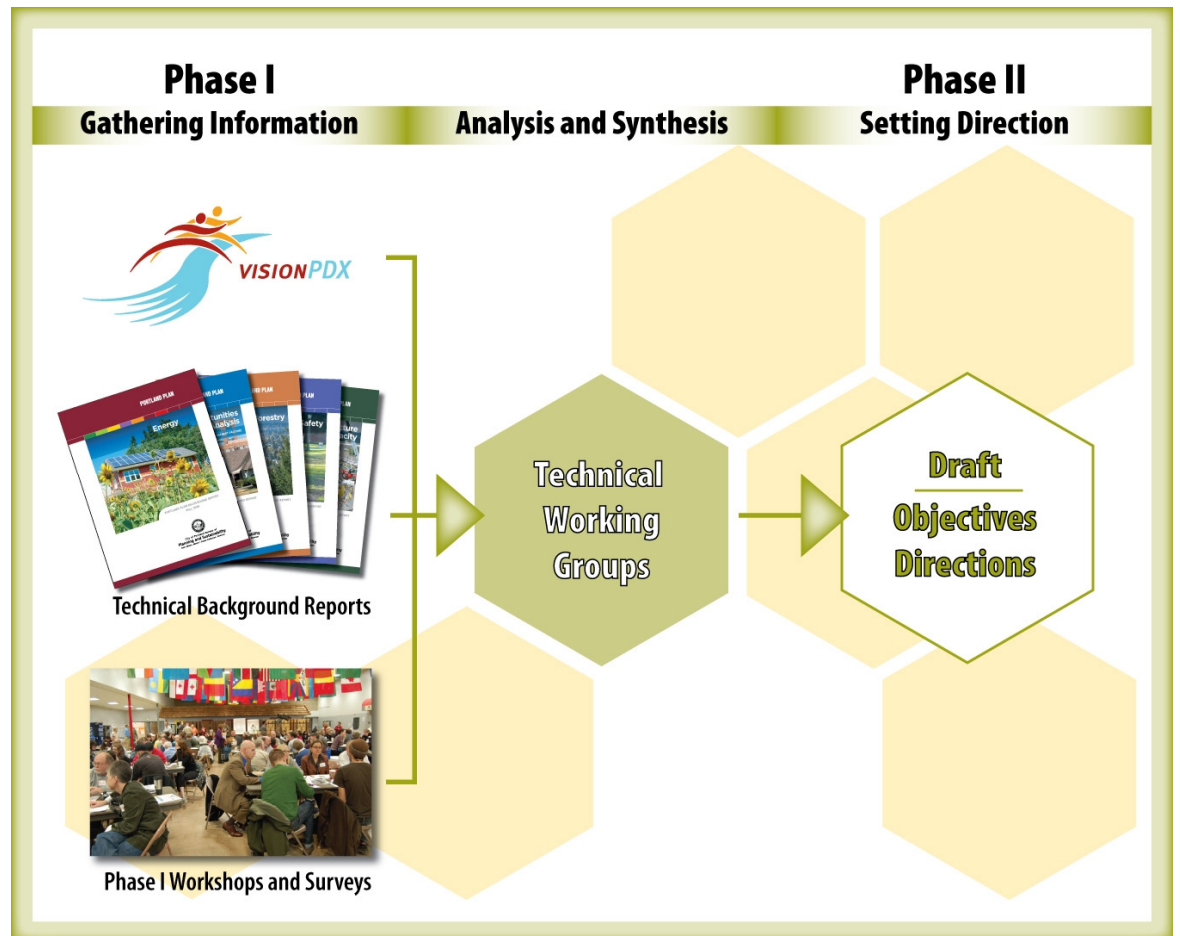 Phase I
Phase II
Gathering Information
Analysis and Synthesis
Setting Direction
VISIONPDX
PORTLAND PLAN
Energy
Technical Background Reports
Technical
Working
Groups
Draft
Objectives
Directions
Phase I Workshops and Surveys